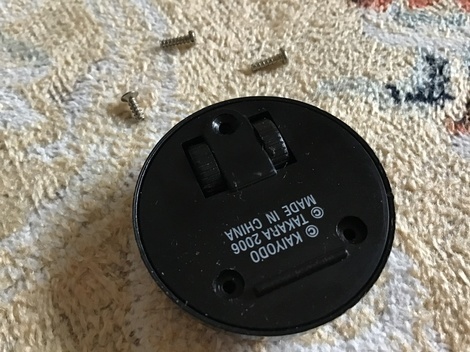 © KAIYODO
© TAKARA 2006
MADE IN CHINA